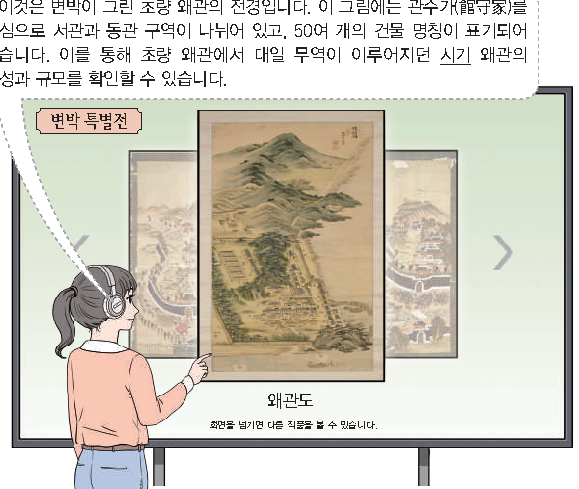 이것은 변박이 그린 초량 왜관의 전경입니다. 이 그림에는 관수가(館守家)를
심으로 서관과 동관 구역이 나뉘어 있고, 50여 개의 건물 명칭이 표기되어
습니다. 이를 통해 초량 왜관에서 대일 무역이 이루어지던 시기 왜관의
성과 규모를 확인할 수 있습니다.
변박 특별전
왜관도
화면을 넘기면 다른 작품을 볼 수 있습니다.